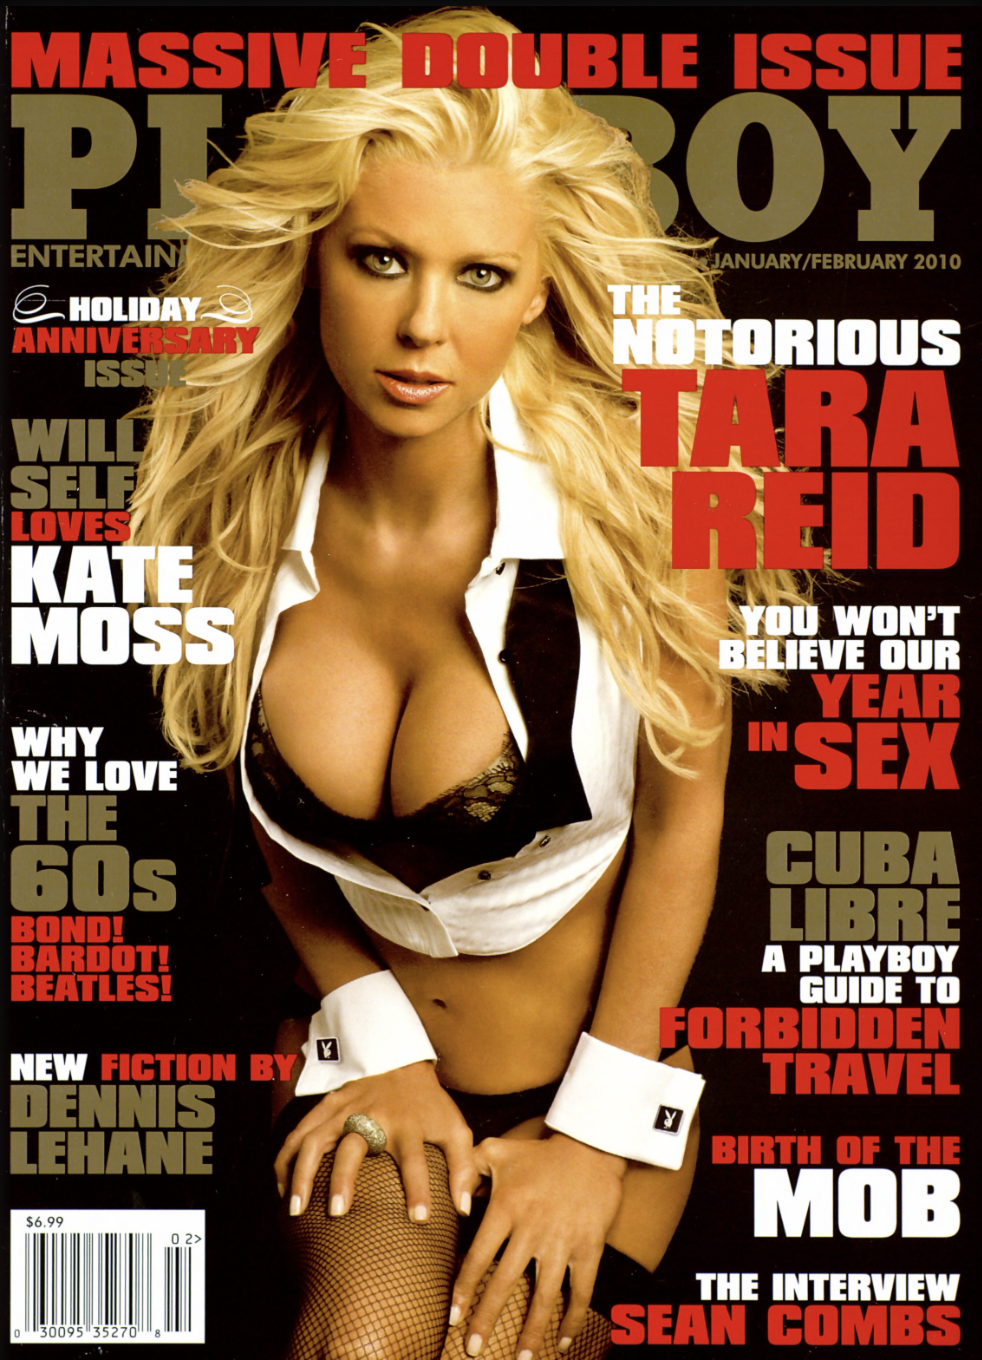 MASSIVE DOUBLE ISSUE
PLAYBOY
ENTERTAIN
JANUARY/FEBRUARY 2010
HOLIDAY
ANNIVERSARY
ISSUE
WILL
SELF
LOVES
KATE
MOSS
WHY
WE LOVE
THE
60s
BOND!
BARDOT!
BEATLES!
NEW FICTION BY
DENNIS
LEHANE
$6.99
02>
0 30095 35270 8
THE
NOTORIOUS
TARA
REID
YOU WON'T
BELIEVE OUR
YEAR
IN SEX
CUBA
LIBRE
A PLAYBOY
GUIDE TO
FORBIDDEN
TRAVEL
BIRTH OF THE
MOB
THE INTERVIEW
SEAN COMBS